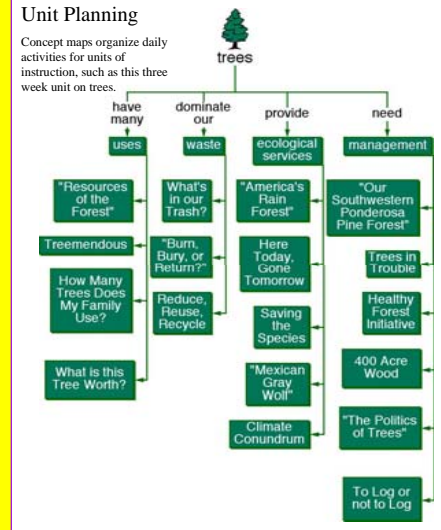 Unit Planning
Concept maps organize daily
activities for units of
instruction, such as this three
week unit on trees.
trees
have
many
uses
"Resources
of the
Forest"
Treemendous
How Many
Trees Does
My Family
Use?
What is this
Tree Worth?
dominate
our
waste
What's
in our
Trash?
"Burn,
Bury, or
Return?"
Reduce,
Reuse,
Recycle
provide
ecological
services
"America's
Rain
Forest"
Here
Today,
Gone
Tomorrow
Saving
the
Species
"Mexican
Gray
Wolf"
Climate
Conundrum
need
management
"Our
Southwestern
Ponderosa
Pine Forest"
Trees in
Trouble
Healthy
Forest
Initiative
400 Acre
Wood
"The Politics
of Trees"
To Log or
not to Log